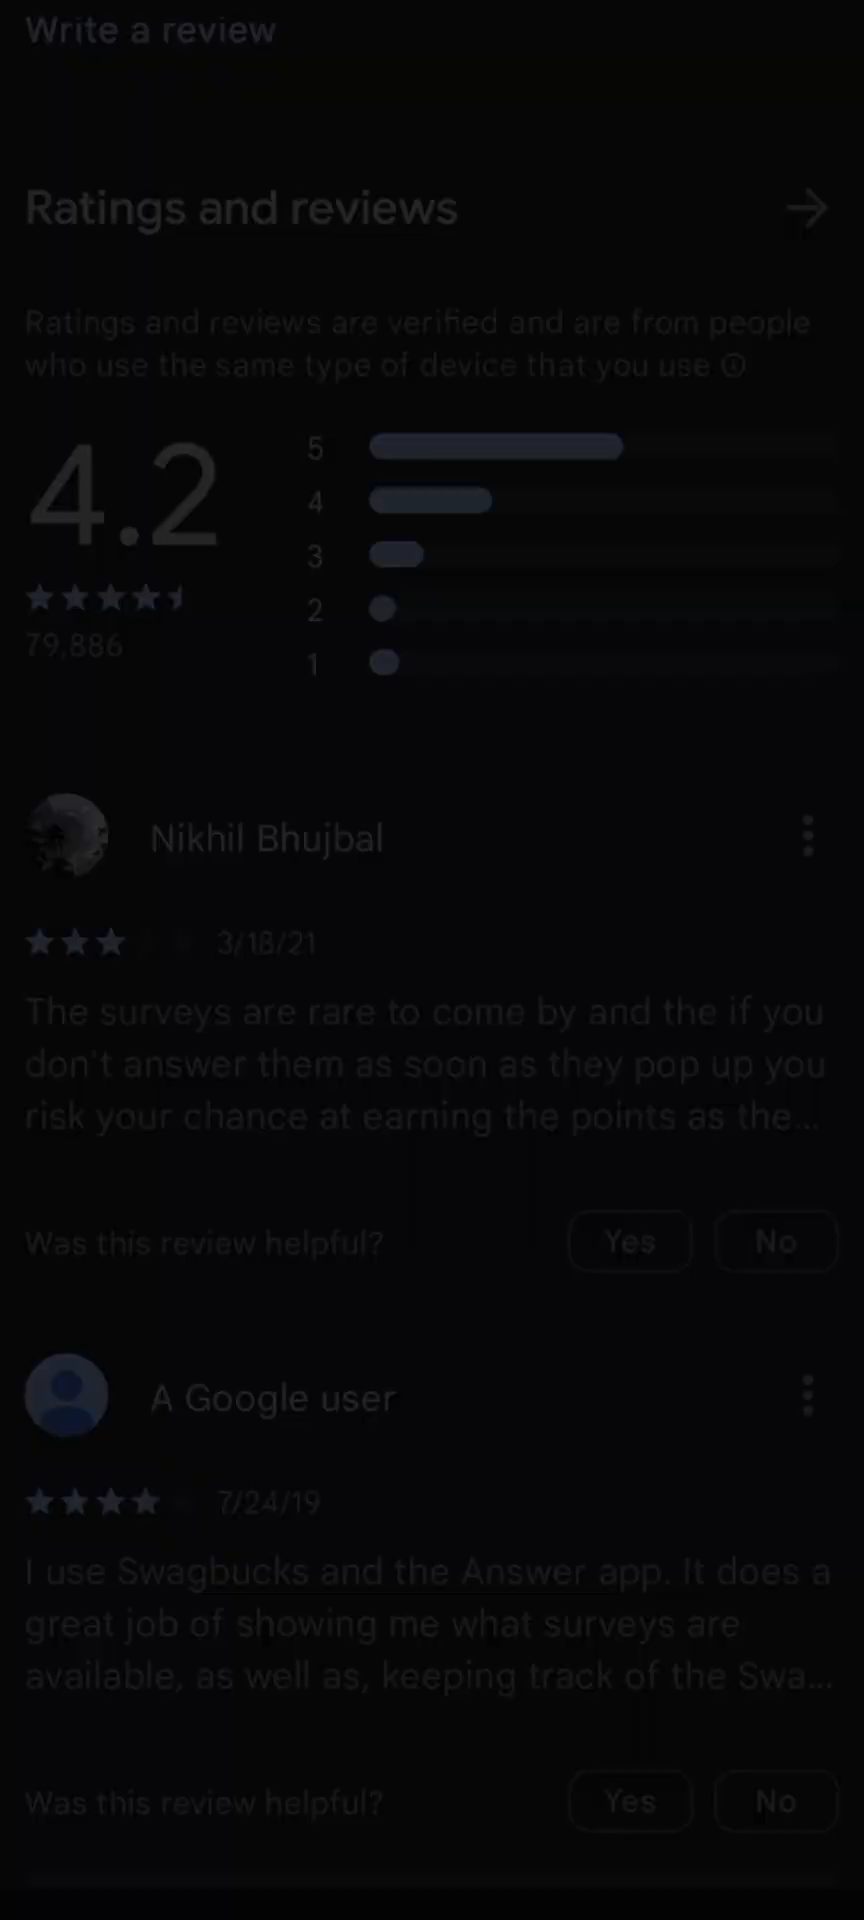 Write a review
Ratings and reviews
Ratings and reviews are verified and are from people
who use the same type of device that you use
4.2
5
4
3
2
1
79,886
Nikhil Bhujbal
3/18/21
The surveys are rare to come by and the if you
don't answer them as soon as they pop up you
risk your chance at earning the points as the...
Was this review helpful?
Yes
No
A Google user
7/24/19
I use Swagbucks and the Answer app. It does a
great job of showing me what surveys are
available, as well as, keeping track of the Swa...
Was this review helpful?
Yes
No